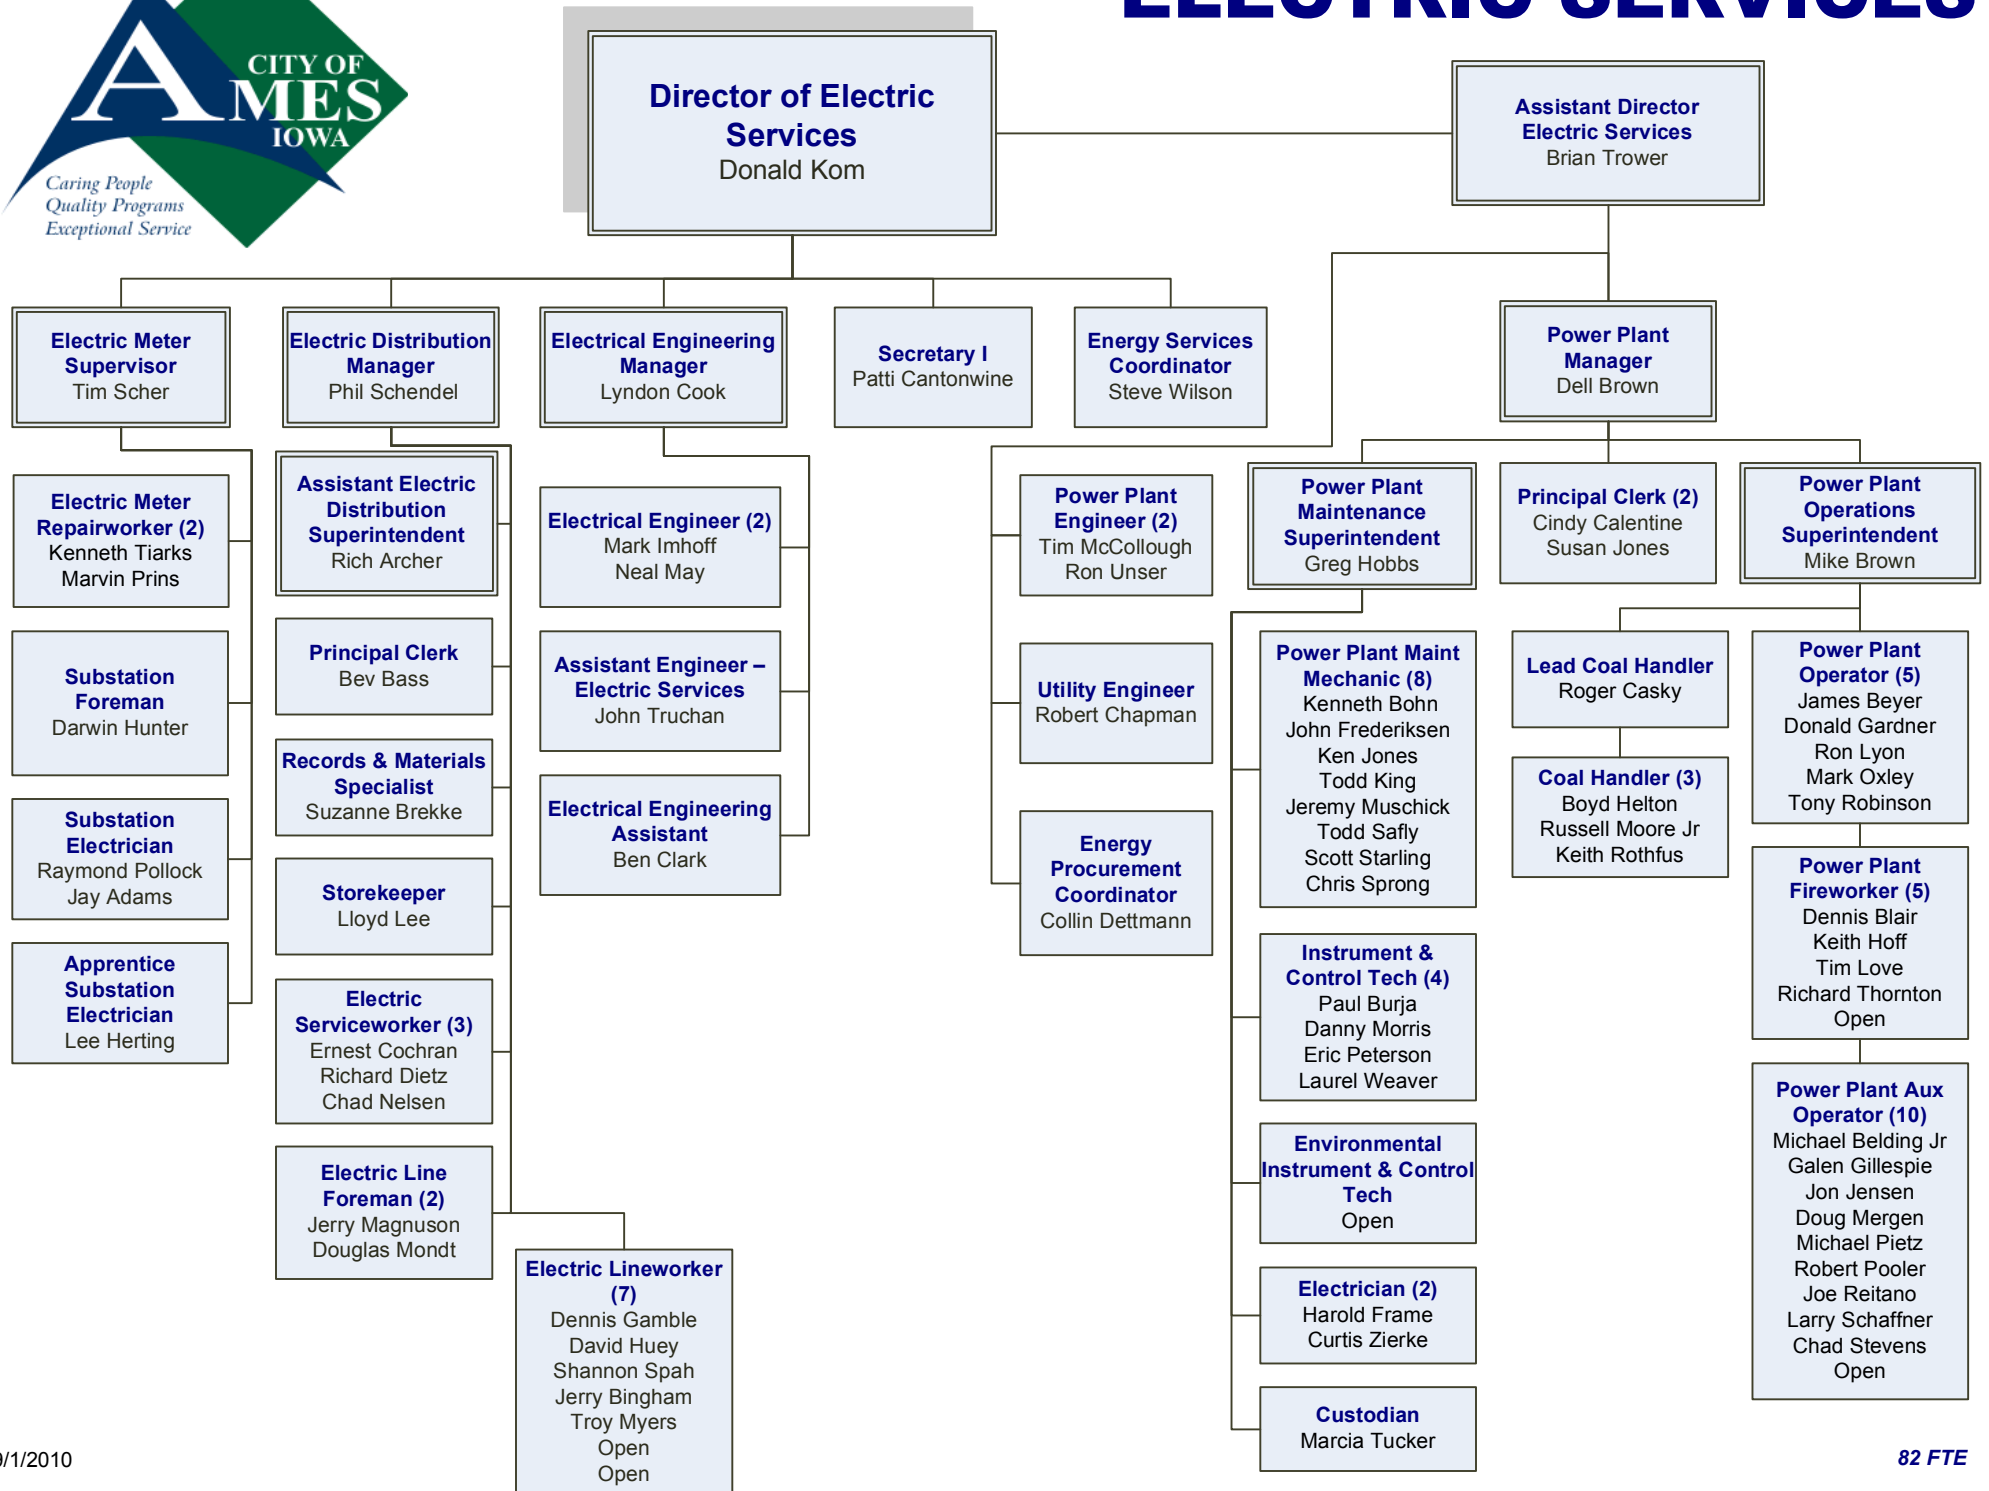 ELECTRIC SERVICES
CITY OF
AMES
IOWA
Caring People
Quality Programs
Exceptional Service
Director of Electric
Services
Donald Kom
Assistant Director
Electric Services
Brian Trower
Electric Meter
Supervisor
Tim Scher
Electric Distribution
Manager
Phil Schendel
Electrical Engineering
Manager
Lyndon Cook
Secretary I
Patti Cantonwine
Energy Services
Coordinator
Steve Wilson
Power Plant
Manager
Dell Brown
Electric Meter
Repairworker (2)
Kenneth Tiarks
Marvin Prins
Substation
Foreman
Darwin Hunter
Substation
Electrician
Raymond Pollock
Jay Adams
Apprentice
Substation
Electrician
Lee Herting
Assistant Electric
Distribution
Superintendent
Rich Archer
Principal Clerk
Bev Bass
Records & Materials
Specialist
Suzanne Brekke
Storekeeper
Lloyd Lee
Electric
Serviceworker (3)
Ernest Cochran
Richard Dietz
Chad Nelsen
Electric Line
Foreman (2)
Jerry Magnuson
Douglas Mondt
Electric Lineworker
(7)
Dennis Gamble
David Huey
Shannon Spah
Jerry Bingham
Troy Myers
Open
Open
Electrical Engineer (2)
Mark Imhoff
Neal May
Assistant Engineer –
Electric Services
John Truchan
Electrical Engineering
Assistant
Ben Clark
Power Plant
Engineer (2)
Tim McCollough
Ron Unser
Utility Engineer
Robert Chapman
Energy
Procurement
Coordinator
Collin Dettmann
Power Plant
Maintenance
Superintendent
Greg Hobbs
Power Plant Maint
Mechanic (8)
Kenneth Bohn
John Frederiksen
Ken Jones
Todd King
Jeremy Muschick
Todd Safly
Scott Starling
Chris Sprong
Instrument &
Control Tech (4)
Paul Burja
Danny Morris
Eric Peterson
Laurel Weaver
Environmental
Instrument & Control
Tech
Open
Electrician (2)
Harold Frame
Curtis Zierke
Custodian
Marcia Tucker
Principal Clerk (2)
Cindy Calentine
Susan Jones
Power Plant
Operations
Superintendent
Mike Brown
Lead Coal Handler
Roger Casky
Coal Handler (3)
Boyd Helton
Russell Moore Jr
Keith Rothfus
Power Plant
Operator (5)
James Beyer
Donald Gardner
Ron Lyon
Mark Oxley
Tony Robinson
Power Plant
Fireworker (5)
Dennis Blair
Keith Hoff
Tim Love
Richard Thornton
Open
Power Plant Aux
Operator (10)
Michael Belding Jr
Galen Gillespie
Jon Jensen
Doug Mergen
Michael Pietz
Robert Pooler
Joe Reitano
Larry Schaffner
Chad Stevens
Open
9/1/2010
82 FTE